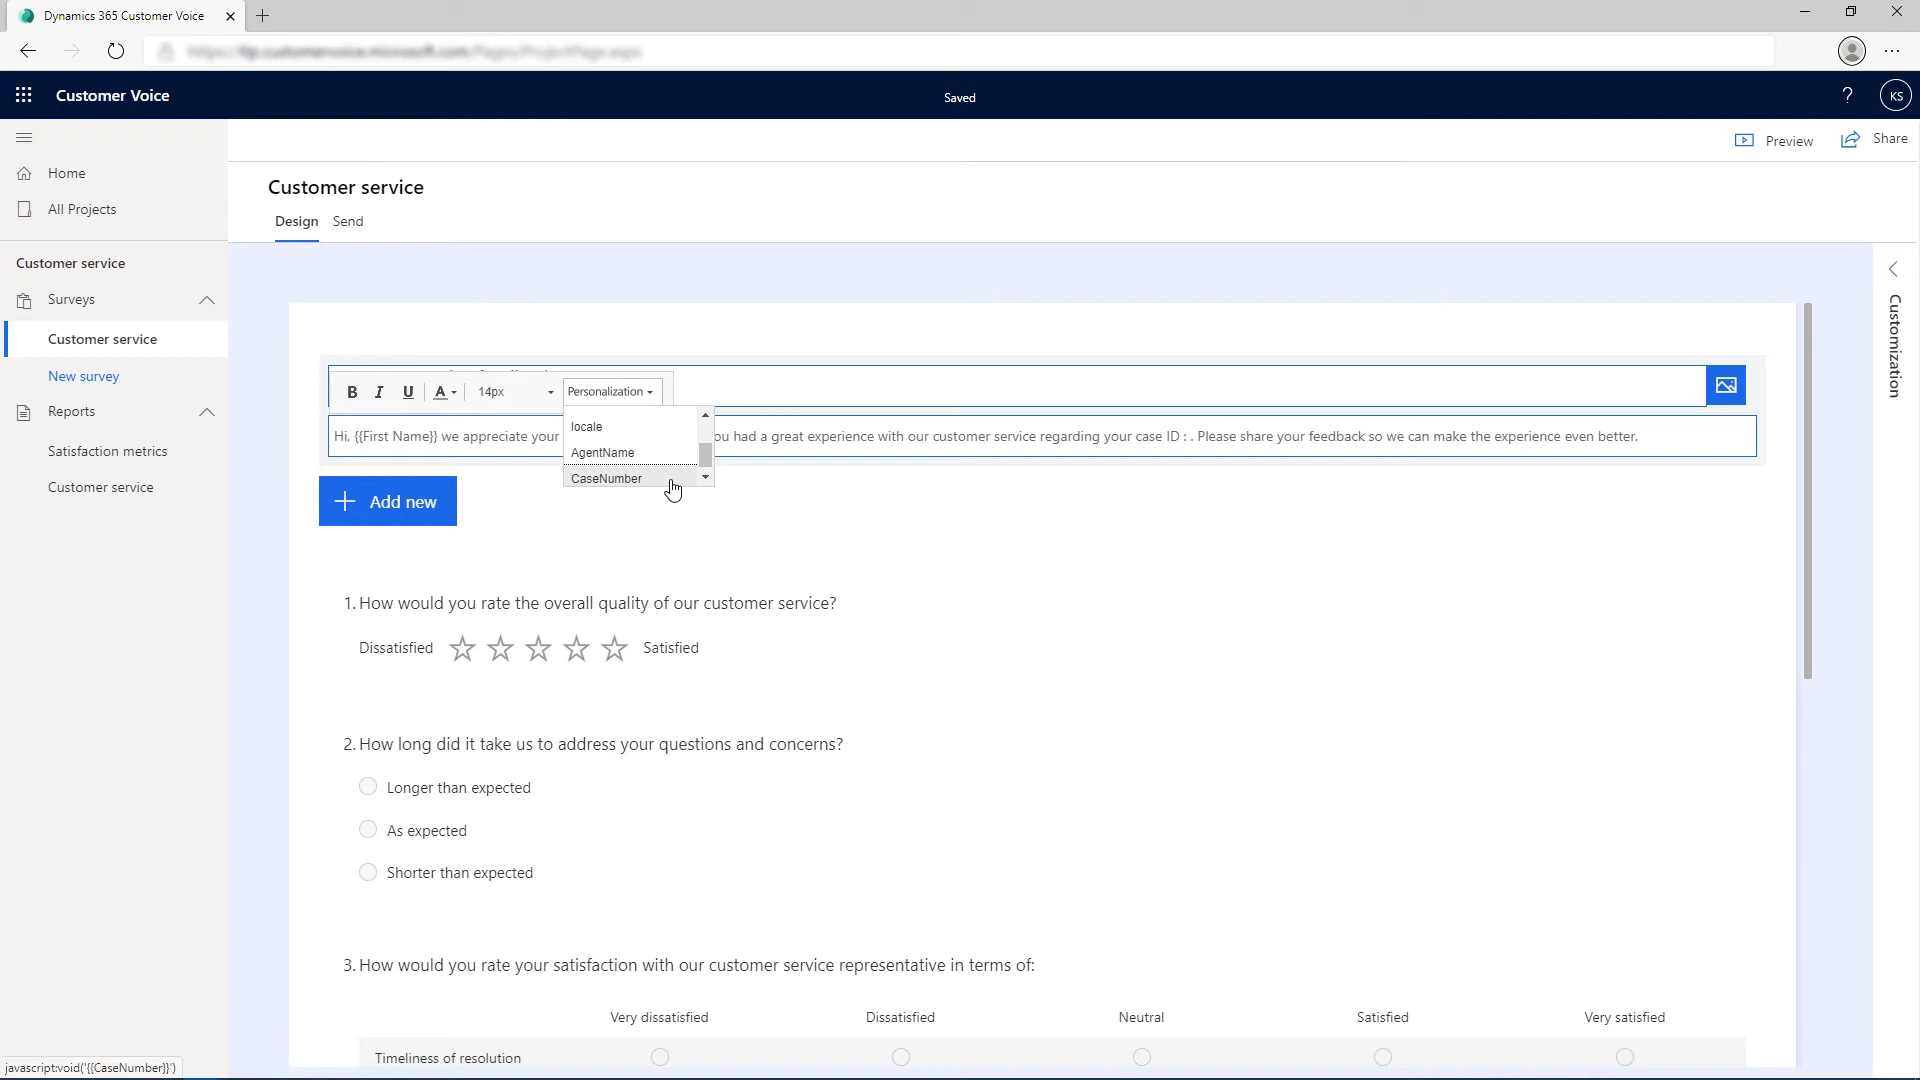 Dynamics 365 Customer Voice
Customer Voice
Saved
?
KS
Preview
Share
Home
All Projects
Customer service
Surveys
Customer service
New survey
Reports
Satisfaction metrics
Customer service
Customer service
Design Send
Customization
B I U A 14px Personalization
locale
AgentName
CaseNumber
Hi, {{First Name}} we appreciate your ou had a great experience with our customer service regarding your case ID : . Please share your feedback so we can make the experience even better.
+ Add new
1. How would you rate the overall quality of our customer service?
Dissatisfied Satisfied
2. How long did it take us to address your questions and concerns?
Longer than expected
As expected
Shorter than expected
3. How would you rate your satisfaction with our customer service representative in terms of:
Very dissatisfied Dissatisfied Neutral Satisfied Very satisfied
Timeliness of resolution
javascript:void('{{CaseNumber}}')